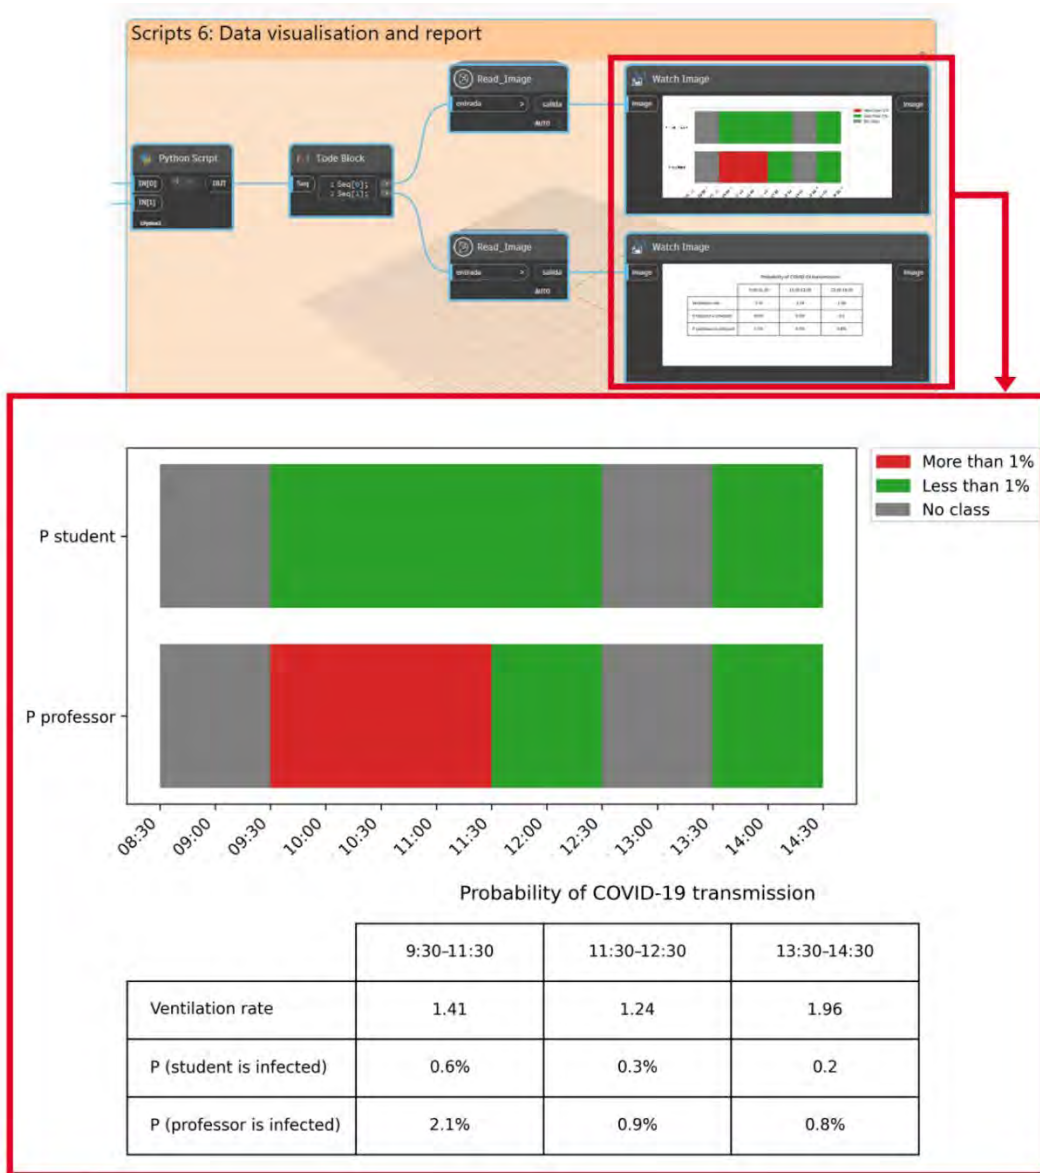 Scripts 6: Data visualisation and report
Read_Image
entrada > salida
AUTO
Watch Image
Image Image
Python Script
IN[0] OUT
IN[1]
Code Block
Seq 1 Seq[0];
2 Seq[1];
Read_Image
entrada > salida
AUTO
Watch Image
Image Image
Probability of COVID-19 transmission
More than 1%
Less than 1%
No class
P student
P professor
08:30 09:00 09:30 10:00 10:30 11:00 11:30 12:00 12:30 13:00 13:30 14:00 14:30
Probability of COVID-19 transmission
9:30–11:30 11:30–12:30 13:30–14:30
Ventilation rate 1.41 1.24 1.96
P (student is infected) 0.6% 0.3% 0.2
P (professor is infected) 2.1% 0.9% 0.8%